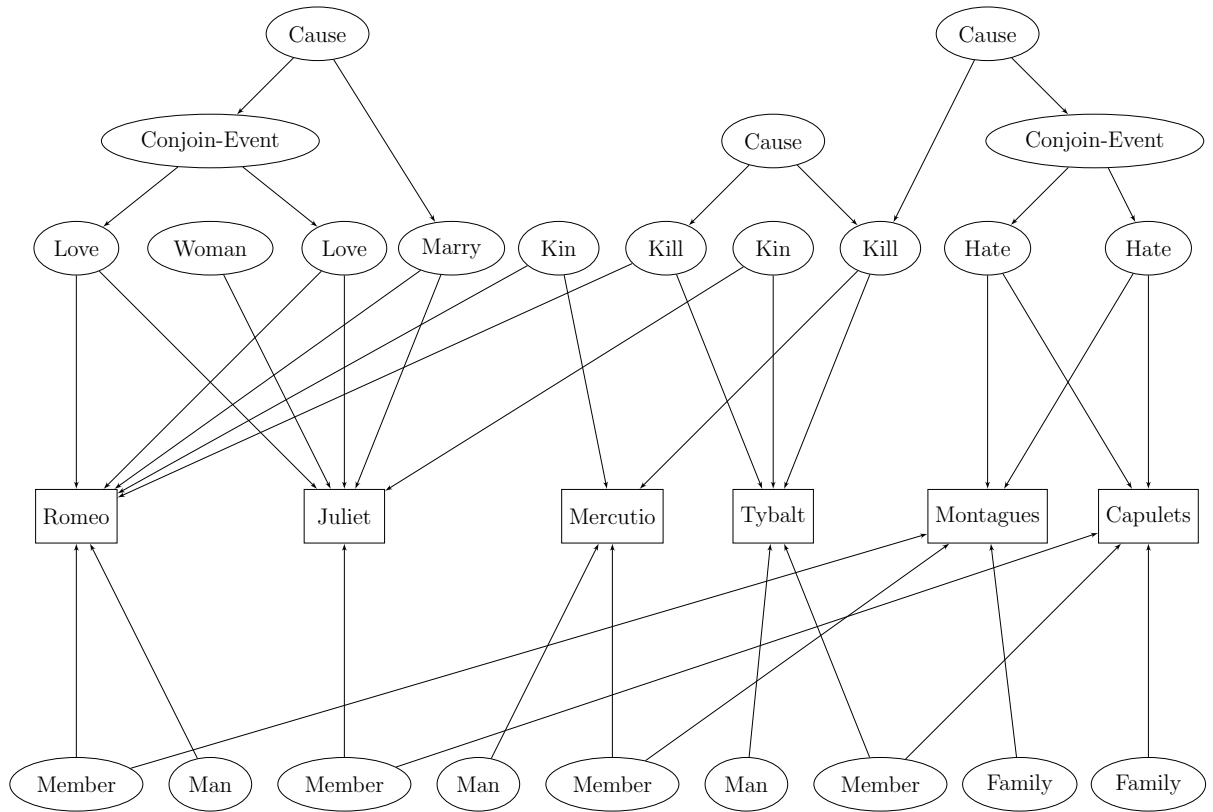 Cause
Cause
Conjoin-Event
Cause
Conjoin-Event
Love
Woman
Love
Marry
Kin
Kill
Kin
Kill
Hate
Hate
Romeo
Juliet
Mercutio
Tybalt
Montagues
Capulets
Member
Man
Member
Man
Member
Man
Member
Family
Family